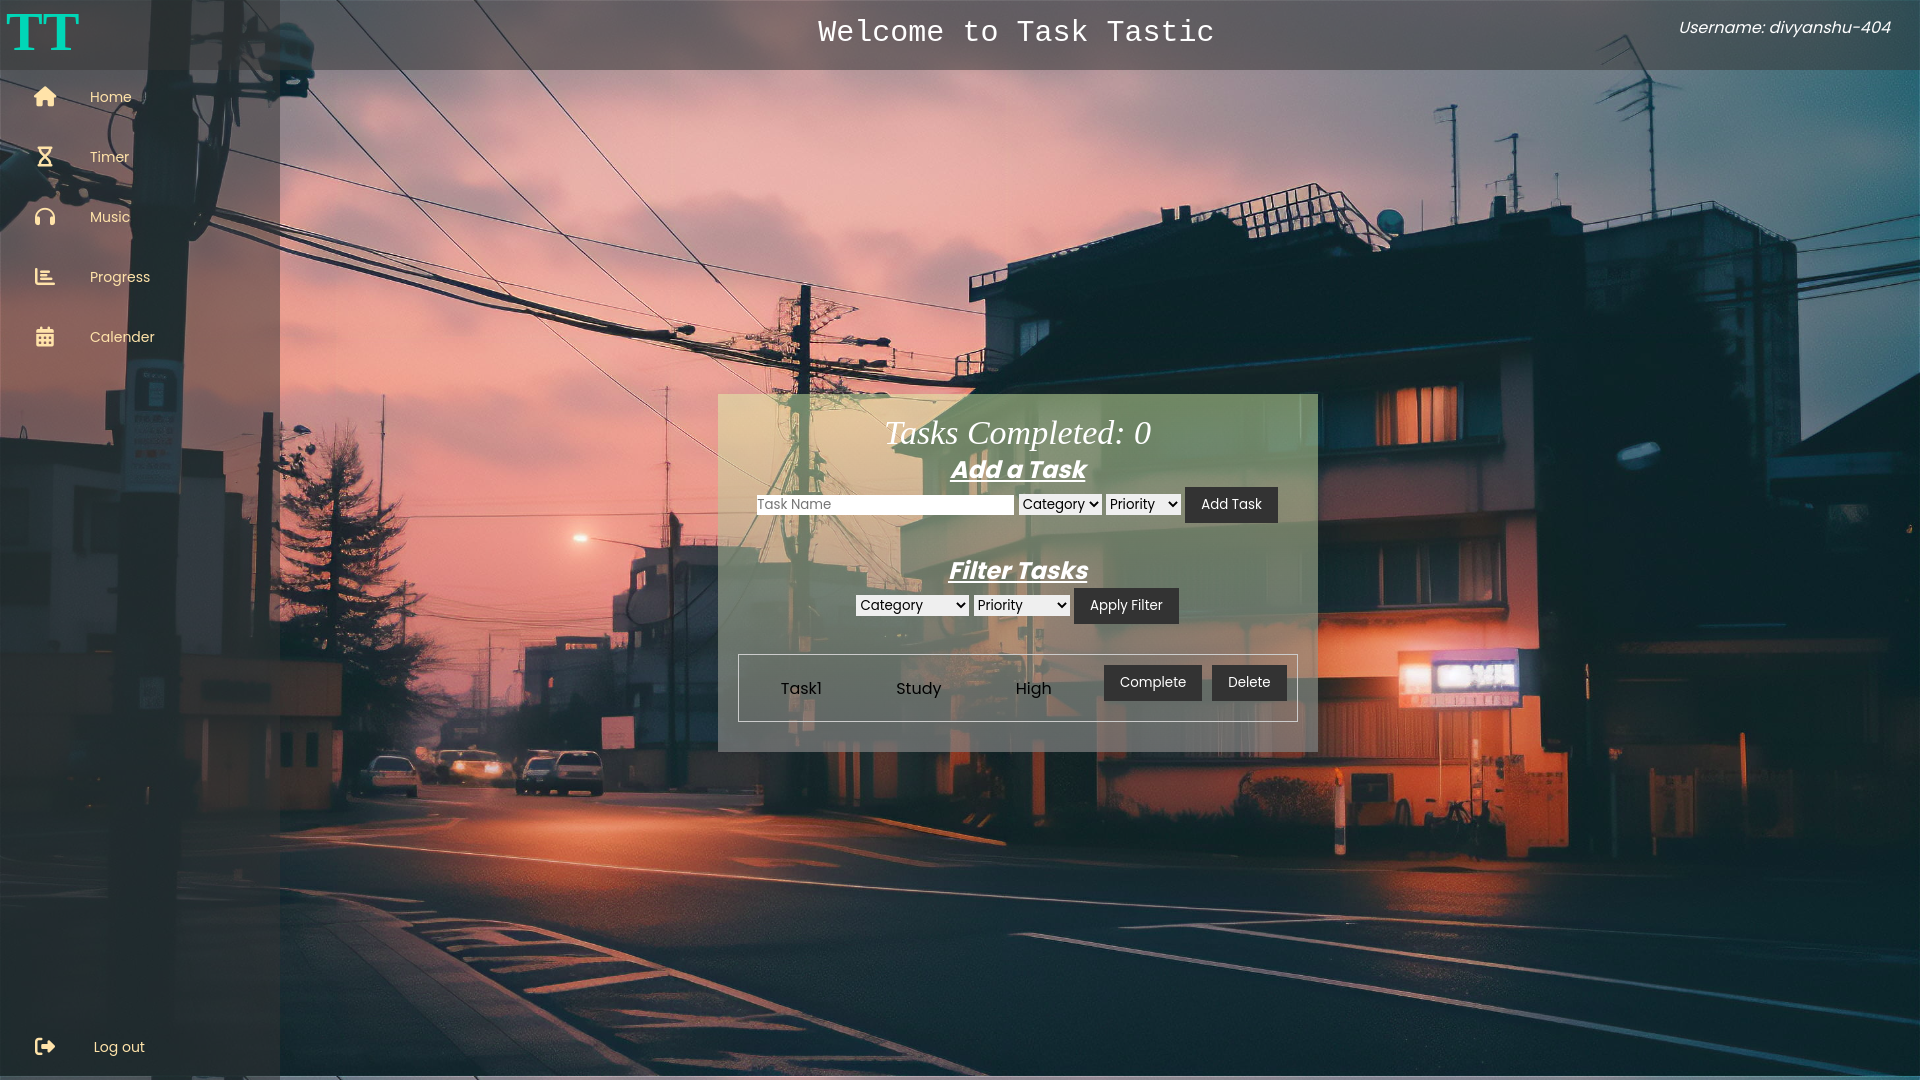 TT
Welcome to Task Tastic
Username: divyanshu-404
Home
Timer
Music
Progress
Calender
Tasks Completed: 0
Add a Task
Task Name Category Priority Add Task
Filter Tasks
Category Priority Apply Filter
Task1 Study High Complete Delete
Log out